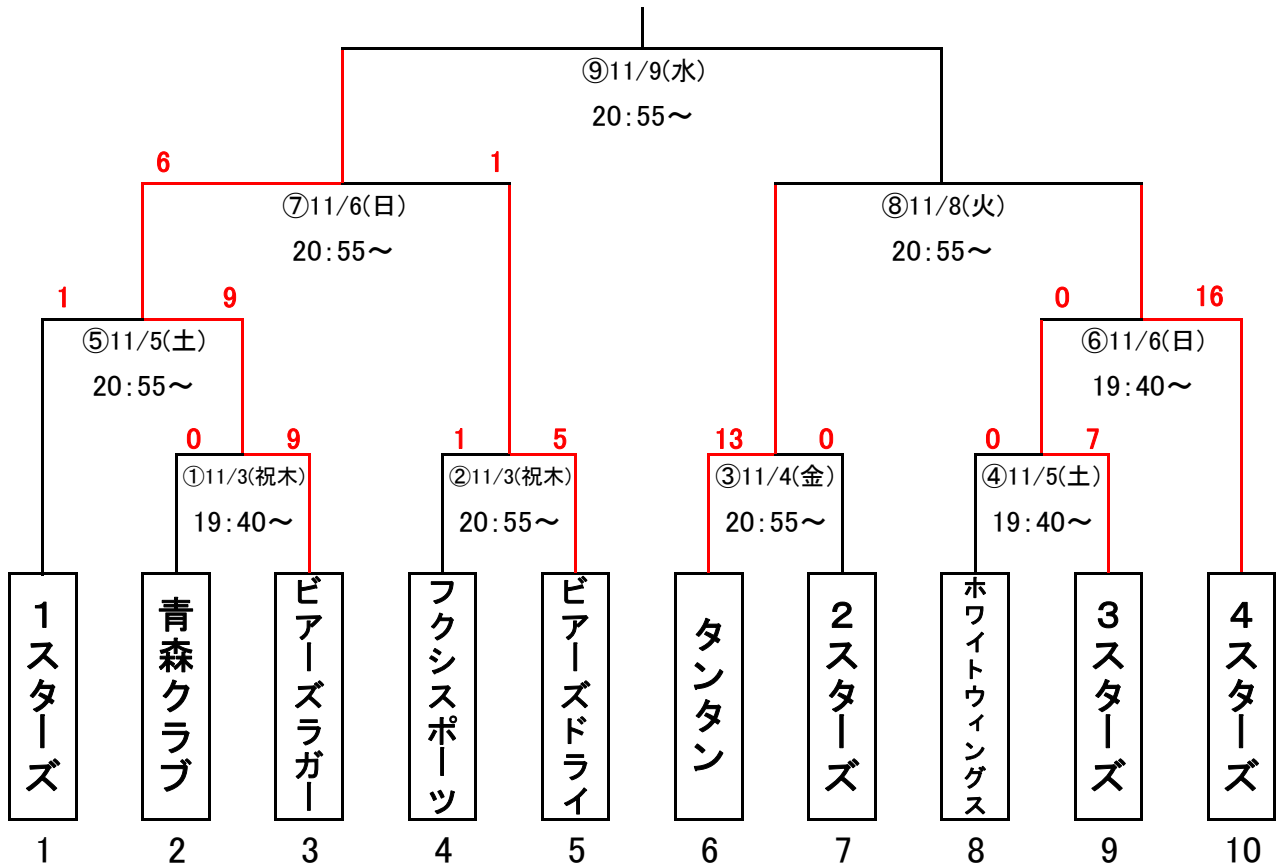 ⑨11/9(水)
20:55～
6
1
⑦11/6(日)
20:55～
⑧11/8(火)
20:55～
1
9
0
16
⑤11/5(土)
20:55～
⑥11/6(日)
19:40～
0
9
1
5
13
0
0
7
①11/3(祝木)
19:40～
②11/3(祝木)
20:55～
③11/4(金)
20:55～
④11/5(土)
19:40～
1スターズ
青森クラブ
ビアーズラガー
フクシスポーツ
ビアーズドライ
タンタン
2スターズ
ホワイトウィングス
3スターズ
4スターズ
1
2
3
4
5
6
7
8
9
10